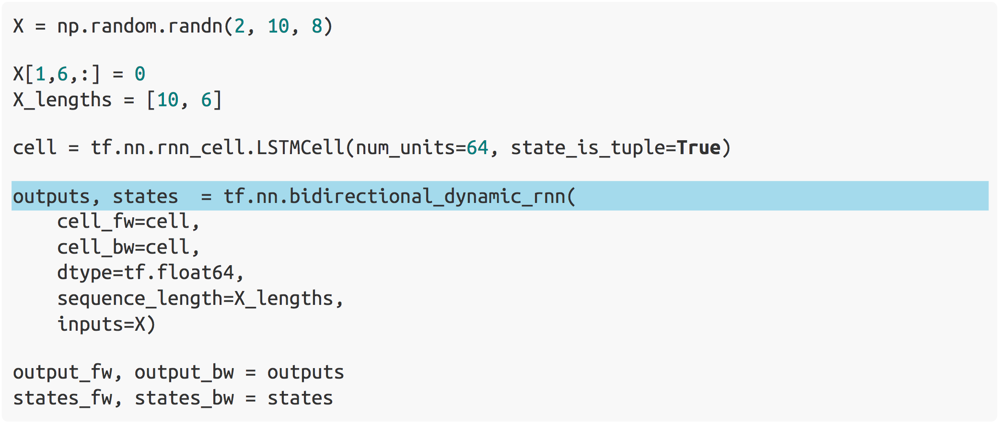 X = np.random.randn(2, 10, 8)
X[1,6,:] = 0
X_lengths = [10, 6]
cell = tf.nn.rnn_cell.LSTMCell(num_units=64, state_is_tuple=True)
outputs, states  = tf.nn.bidirectional_dynamic_rnn(
    cell_fw=cell,
    cell_bw=cell,
    dtype=tf.float64,
    sequence_length=X_lengths,
    inputs=X)
output_fw, output_bw = outputs
states_fw, states_bw = states